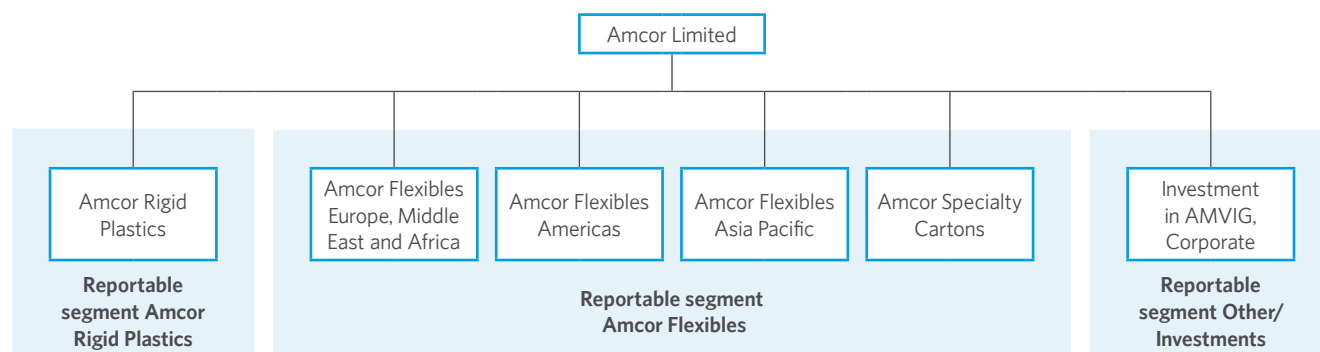 Amcor Limited
Amcor Rigid
Plastics
Amcor Flexibles
Europe, Middle
East and Africa
Amcor Flexibles
Americas
Amcor Flexibles
Asia Pacific
Amcor Specialty
Cartons
Investment
in AMVIG,
Corporate
Reportable
segment Amcor
Rigid Plastics
Reportable segment
Amcor Flexibles
Reportable
segment Other/
Investments